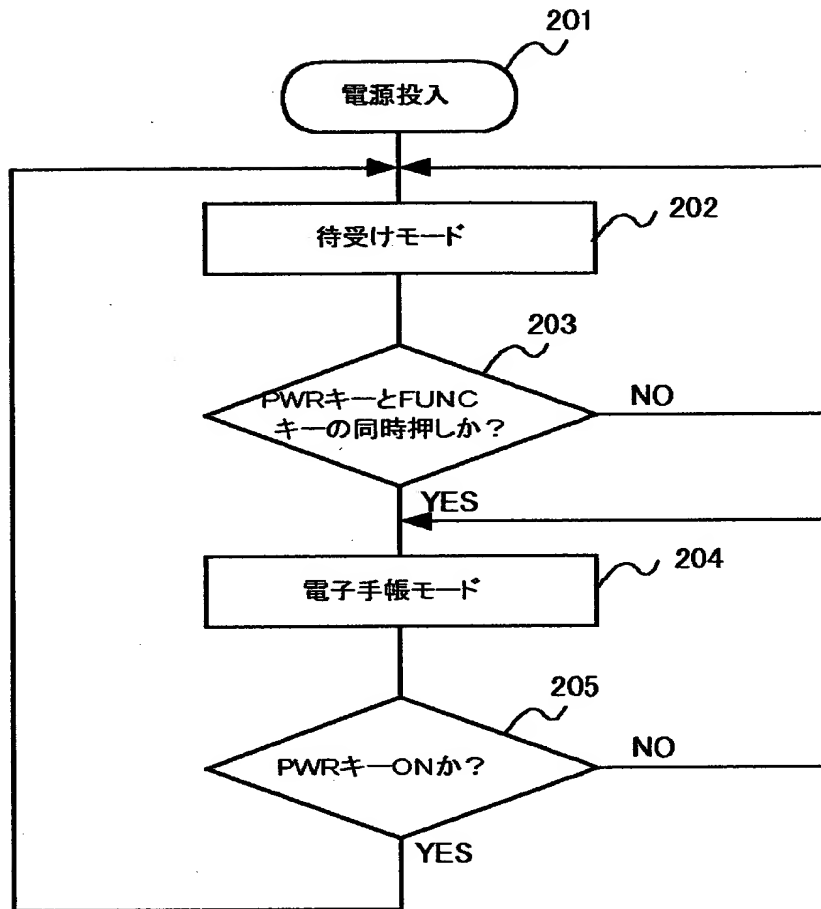 201
電源投入
202
待受けモード
203
PWRキーとFUNC
キーの同時押しか？
NO
YES
204
電子手帳モード
205
PWRキーONか？
NO
YES